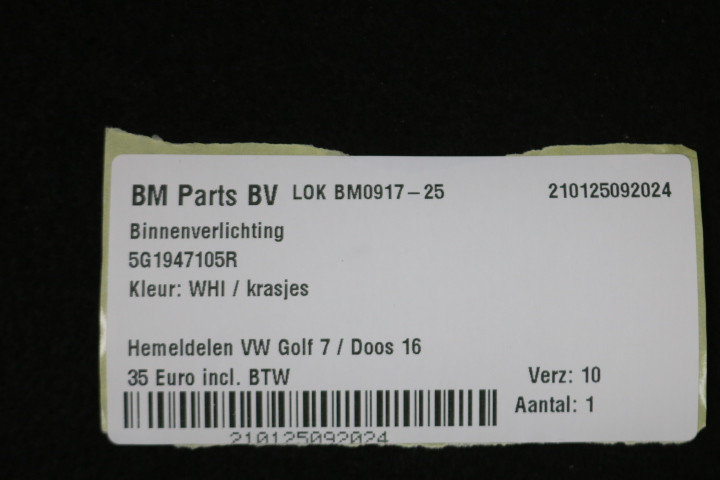 BM Parts BV LOK BM0917-25 210125092024
Binnenverlichting
5G1947105R
Kleur: WHI / krasjes
Hemeldelen VW Golf 7 / Doos 16
35 Euro incl. BTW Verz: 10
Aantal: 1
210125092024